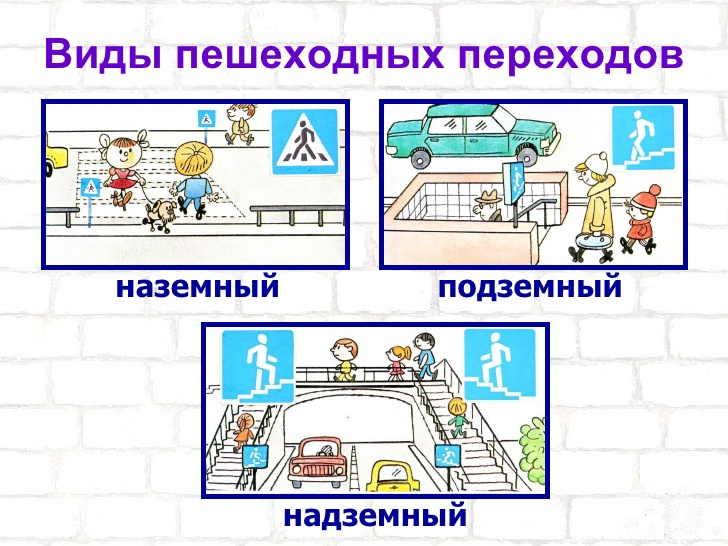 Виды пешеходных переходов
наземный
подземный
надземный